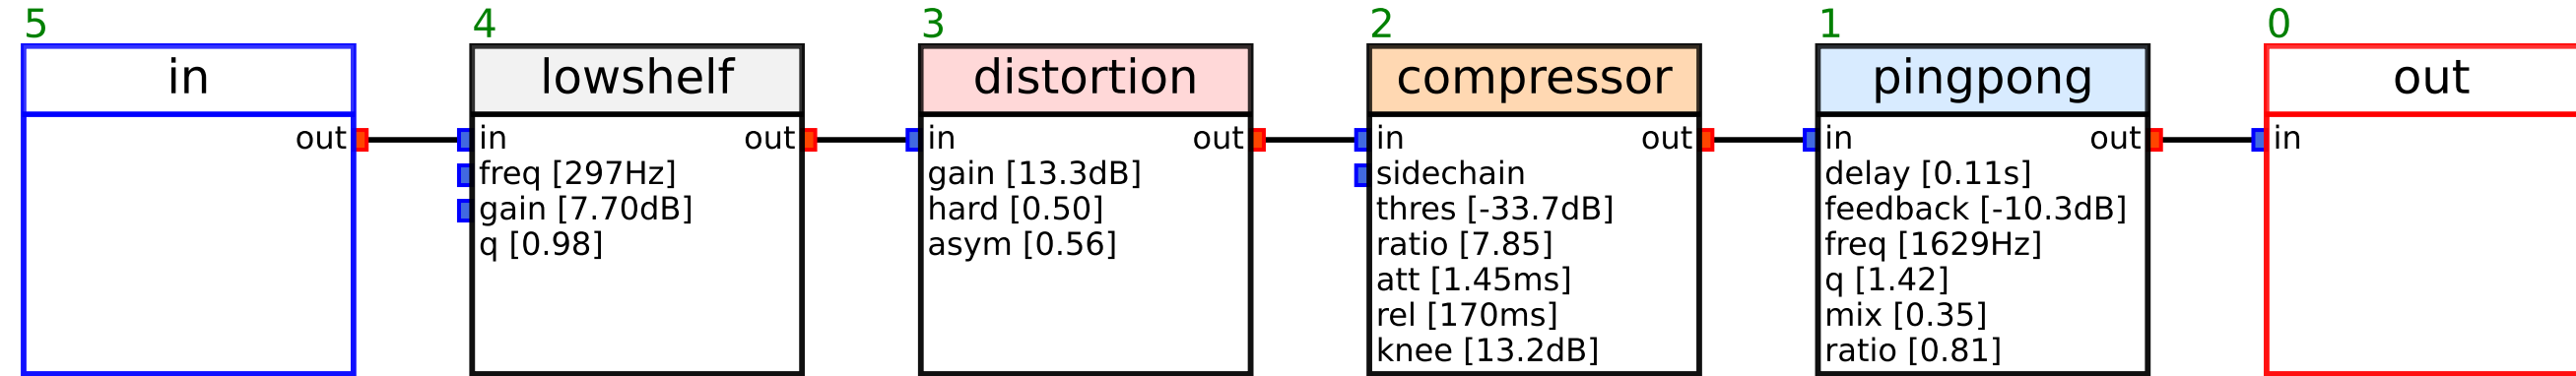 5
in
out
4
lowshelf
in out
freq [297Hz]
gain [7.70dB]
q [0.98]
3
distortion
in out
gain [13.3dB]
hard [0.50]
asym [0.56]
2
compressor
in out
sidechain
thres [-33.7dB]
ratio [7.85]
att [1.45ms]
rel [170ms]
knee [13.2dB]
1
pingpong
in out
delay [0.11s]
feedback [-10.3dB]
freq [1629Hz]
q [1.42]
mix [0.35]
ratio [0.81]
0
out
in